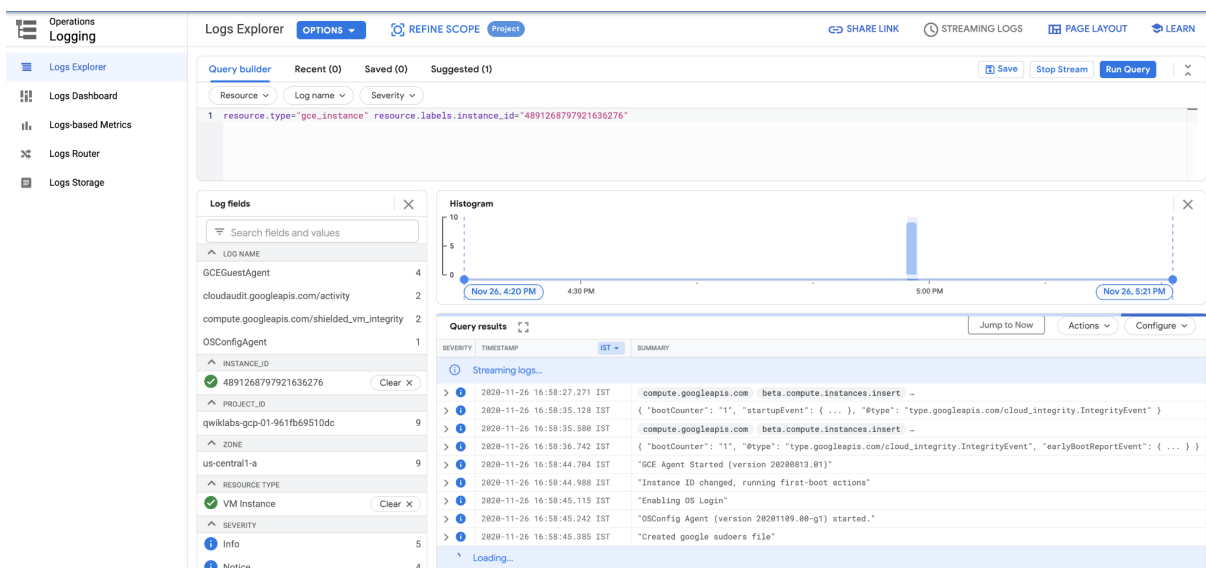 Operations
Logging
Logs Explorer
Logs Dashboard
Logs-based Metrics
Logs Router
Logs Storage
Logs Explorer OPTIONS REFINE SCOPE Project SHARE LINK STREAMING LOGS PAGE LAYOUT LEARN
Query builder Recent (0) Saved (0) Suggested (1) Save Stop Stream Run Query
Resource Log name Severity
1 resource.type="gce_instance" resource.labels.instance_id="4891268797921636276"
Log fields
Search fields and values
LOG NAME
GCEGuestAgent 4
cloudaudit.googleapis.com/activity 2
compute.googleapis.com/shielded_vm_integrity 2
OSConfigAgent 1
INSTANCE_ID
4891268797921636276 Clear X
PROJECT_ID
qwiklabs-gcp-01-961fb69510dc 9
ZONE
us-central1-a 9
RESOURCE TYPE
VM Instance Clear X
SEVERITY
Info 5
Notice 4
Histogram
10
5
0
Nov 26, 4:20 PM 4:30 PM 5:00 PM Nov 26, 5:21 PM
Query results Jump to Now Actions Configure
SEVERITY TIMESTAMP IST SUMMARY
Streaming logs...
2020-11-26 16:58:27.271 IST compute.googleapis.com beta.compute.instances.insert …
2020-11-26 16:58:35.128 IST { "bootCounter": "1", "startupEvent": { ... }, "@type": "type.googleapis.com/cloud_integrity.IntegrityEvent" }
2020-11-26 16:58:35.580 IST compute.googleapis.com beta.compute.instances.insert …
2020-11-26 16:58:36.742 IST { "bootCounter": "1", "@type": "type.googleapis.com/cloud_integrity.IntegrityEvent", "earlyBootReportEvent": { ... } }
2020-11-26 16:58:44.704 IST "GCE Agent Started (version 20200813.01)"
2020-11-26 16:58:44.988 IST "Instance ID changed, running first-boot actions"
2020-11-26 16:58:45.115 IST "Enabling OS Login"
2020-11-26 16:58:45.242 IST "OSConfig Agent (version 20201109.00-g1) started."
2020-11-26 16:58:45.385 IST "Created google sudoers file"
Loading...